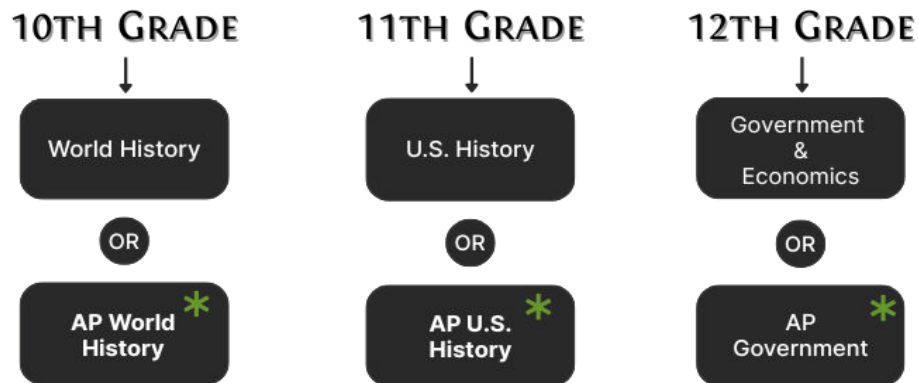 10TH GRADE
11TH GRADE
12TH GRADE
World History
U.S. History
Government
&
Economics
OR
OR
OR
AP World
History
AP U.S.
History
AP
Government